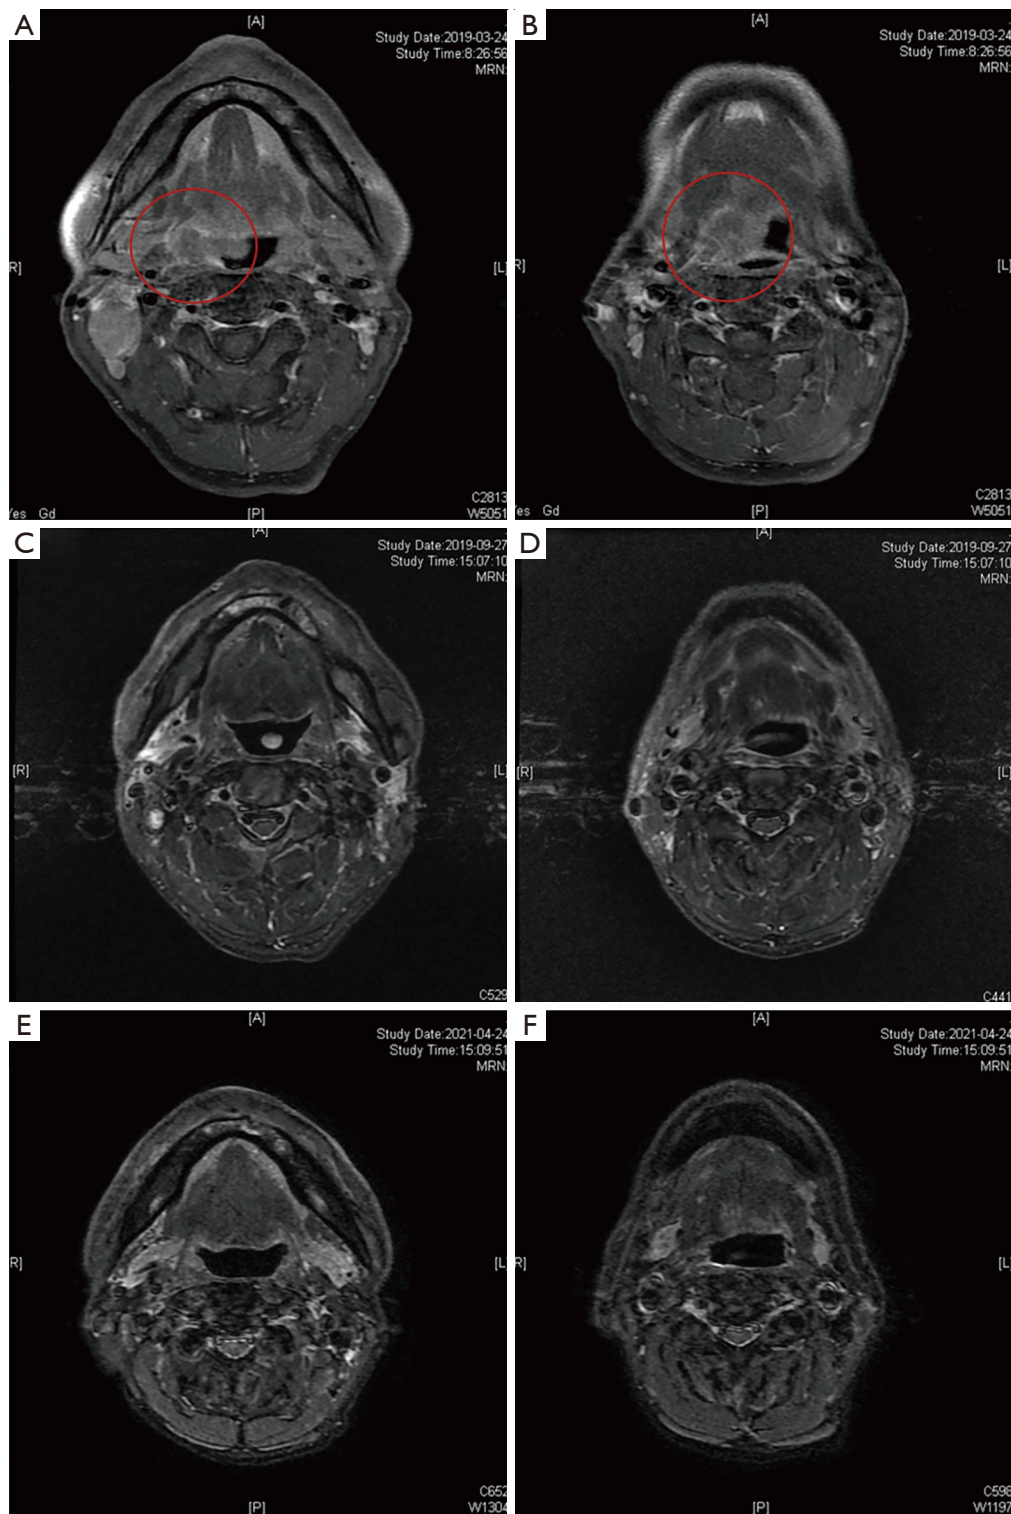 A
[A]
Study Date:2019-03-24
Study Time:8:26:56
MRN:
R]
[L]
C2813
W5051
Yes Gd
[P]
B
[A]
Study Date:2019-03-24
Study Time:8:26:56
MRN:
R]
[L]
C2813
W5051
Yes Gd
[P]
C
[A]
Study Date:2019-09-27
Study Time:15:07:10
MRN:
[R]
[L]
C529
D
[A]
Study Date:2019-09-27
Study Time:15:07:10
MRN:
[R]
[L]
C441
E
[A]
Study Date:2021-04-24
Study Time:15:09:51
MRN:
R]
[L]
C652
W1304
[P]
F
[A]
Study Date:2021-04-24
Study Time:15:09:51
MRN:
R]
[L]
C598
W1197
[P]